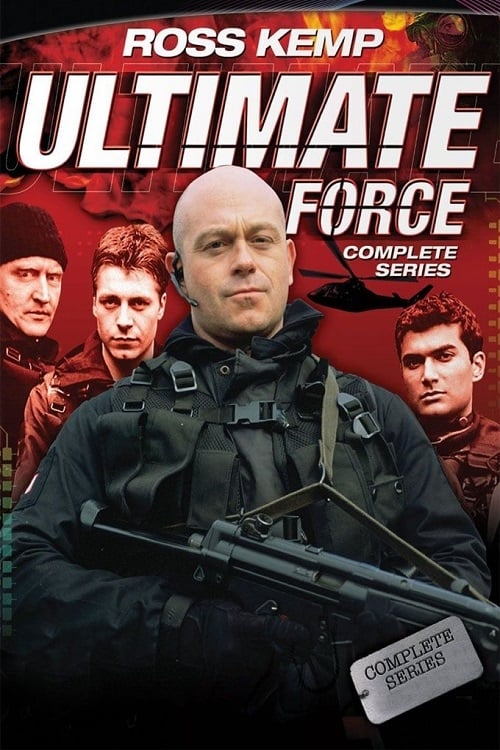 ROSS KEMP
ULTIMATE
FORCE
COMPLETE
SERIES
COMPLETE
SERIES